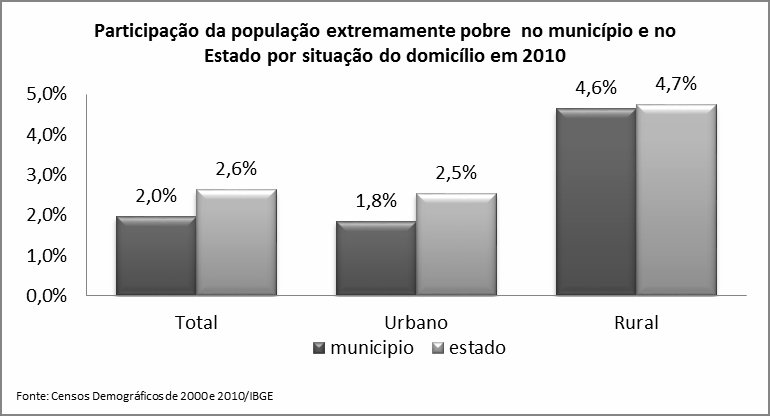 Participação da população extremamente pobre no município e no
Estado por situação do domicílio em 2010
5,0%
4,0%
3,0%
2,0%
1,0%
0,0%
2,0%
2,6%
1,8%
2,5%
4,6%
4,7%
Total Urbano Rural
municipio estado
Fonte: Censos Demográficos de 2000 e 2010/IBGE